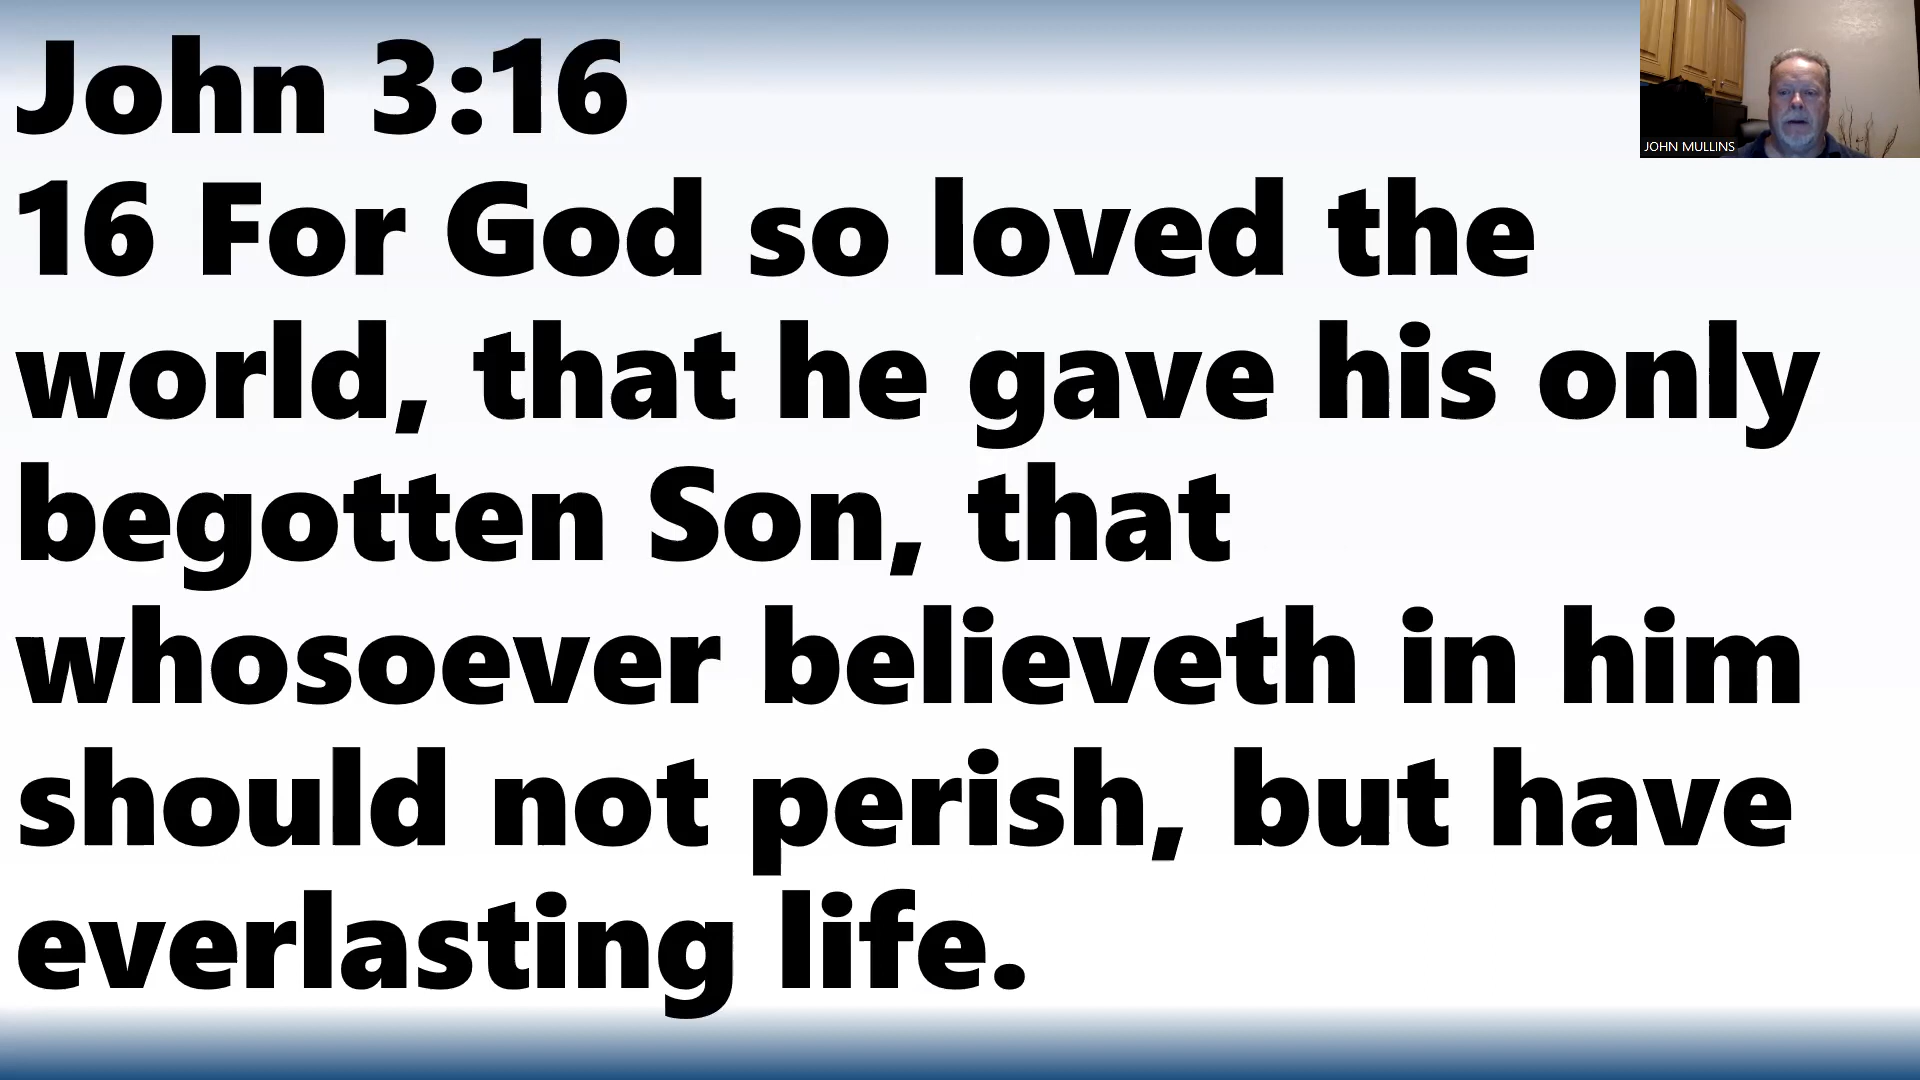 John 3:16
16 For God so loved the
world, that he gave his only
begotten Son, that
whosoever believeth in him
should not perish, but have
everlasting life.
JOHN MULLINS